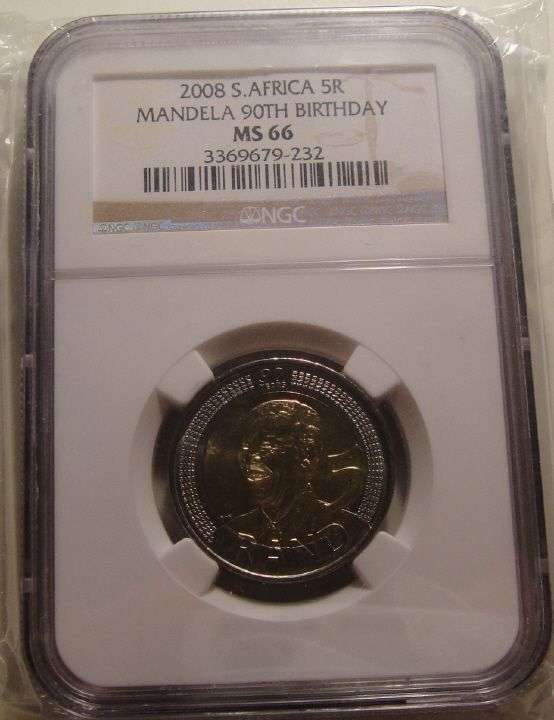 2008 S.AFRICA 5R
MANDELA 90TH BIRTHDAY
MS 66
3369679-232
NGC
5
RAND